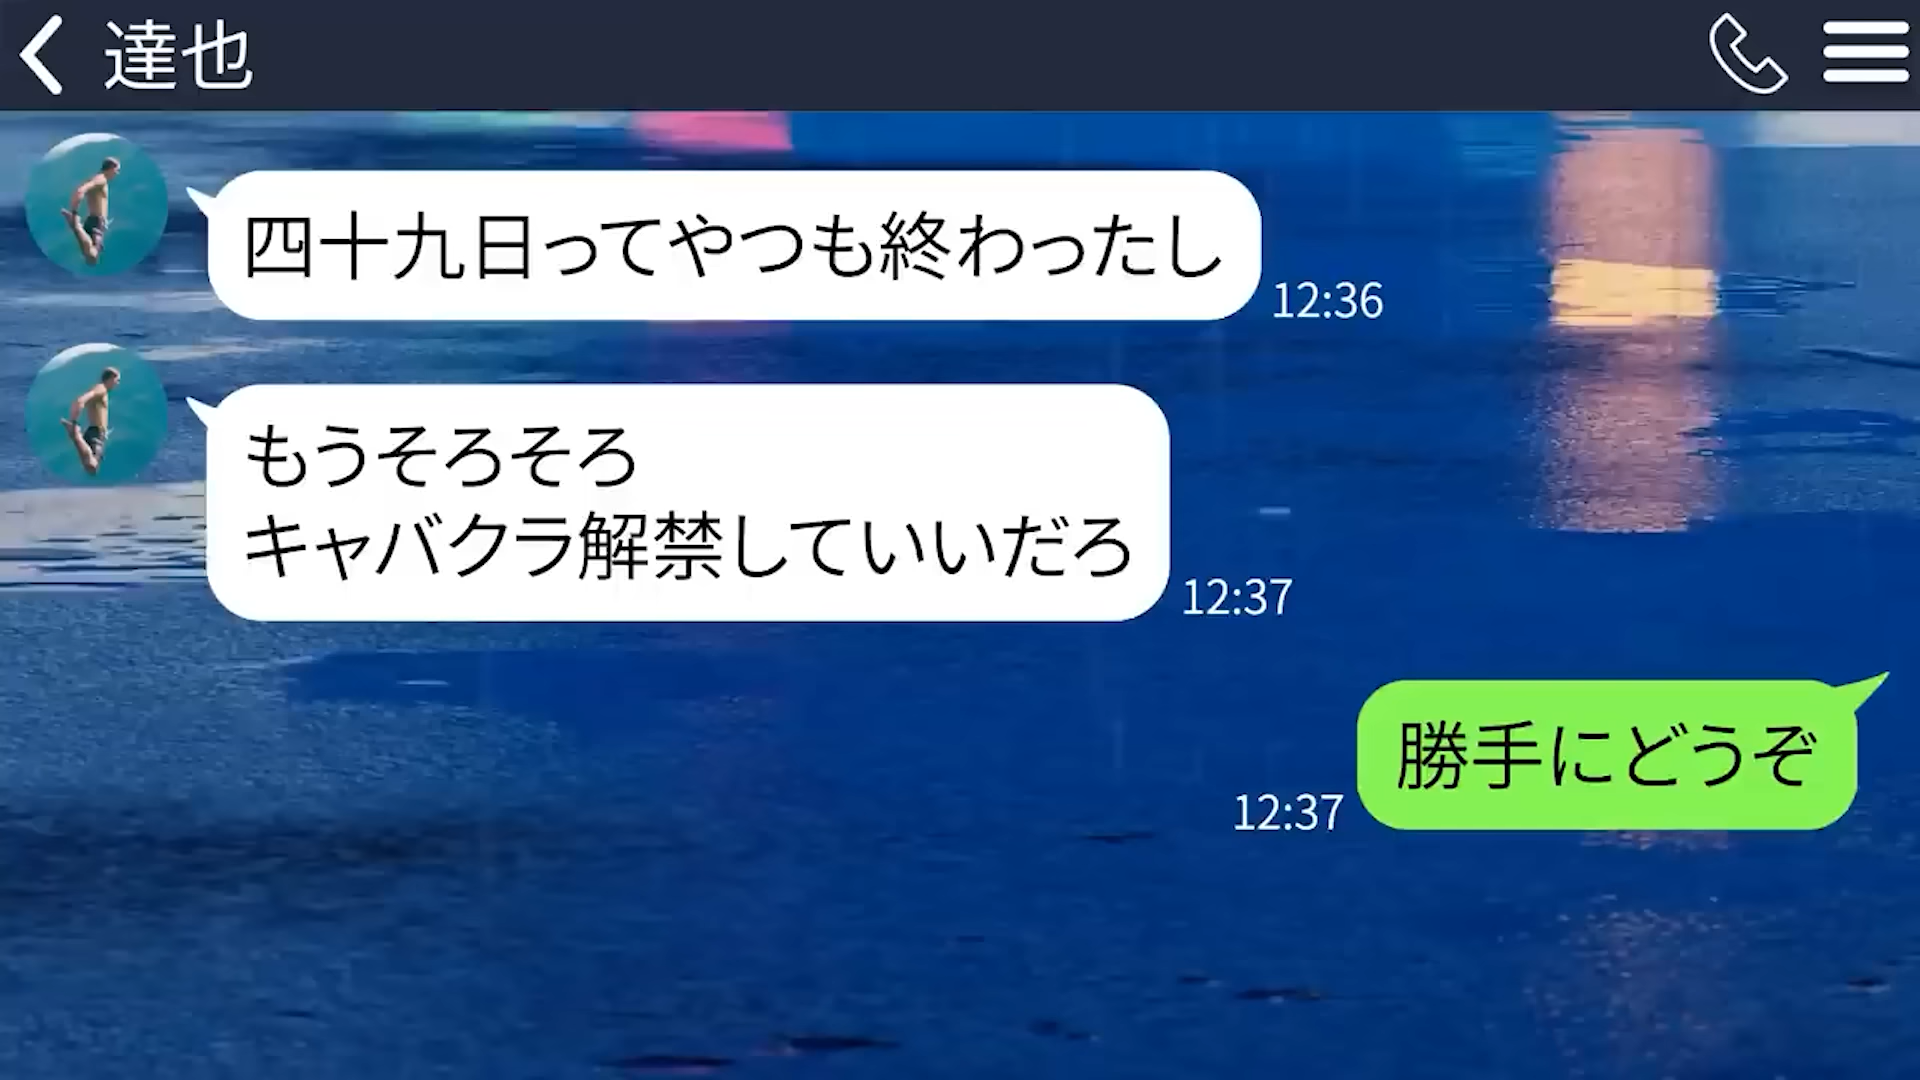 達也
四十九日ってやつも終わったし
12:36
もうそろそろ
キャバクラ解禁していいだろ
12:37
勝手にどうぞ
12:37